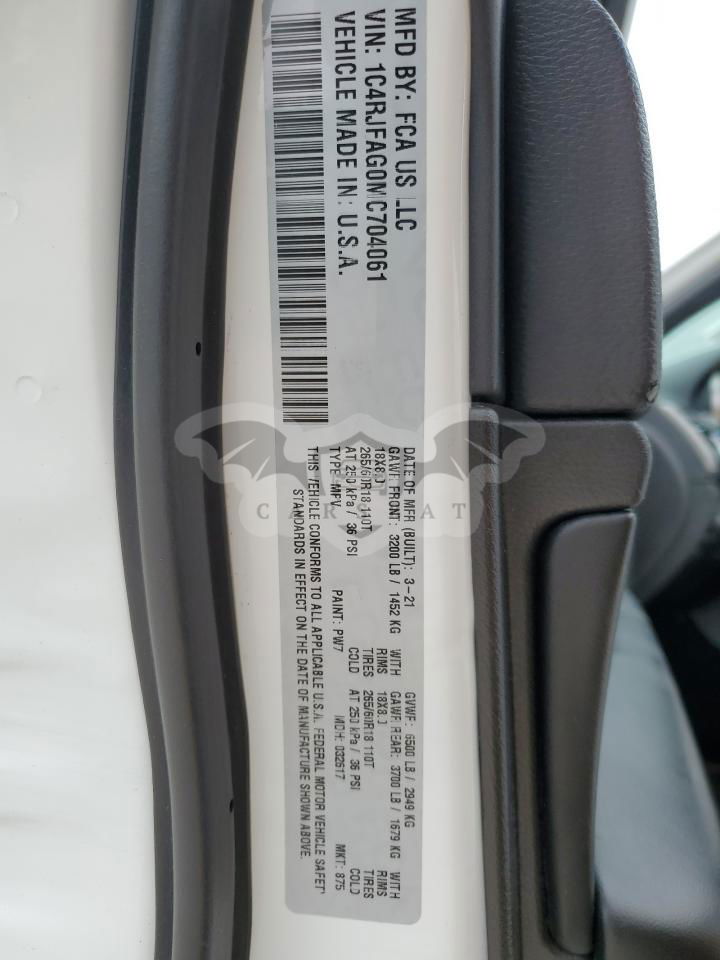 MFD BY: FCA US LLC
VIN: 1C4RJFAG0MC704061
VEHICLE MADE IN: U.S.A.
DATE OF MFR (BUILT): 3-21 GVWR: 6500 LB / 2949 KG
GAWR FRONT: 3200 LB / 1452 KG WITH GAWR REAR: 3700 LB / 1679 KG WITH
18X8.0 RIMS 18X8.0 RIMS
265/60R18 110T TIRES 265/60R18 110T TIRES
AT 250 kPa / 36 PSI COLD AT 250 kPa / 36 PSI COLD
TYPE: MPV PAINT: PW7 MDH: 032617 MKT: 875
THIS VEHICLE CONFORMS TO ALL APPLICABLE U.S.A. FEDERAL MOTOR VEHICLE SAFETY
STANDARDS IN EFFECT ON THE DATE OF MANUFACTURE SHOWN ABOVE.